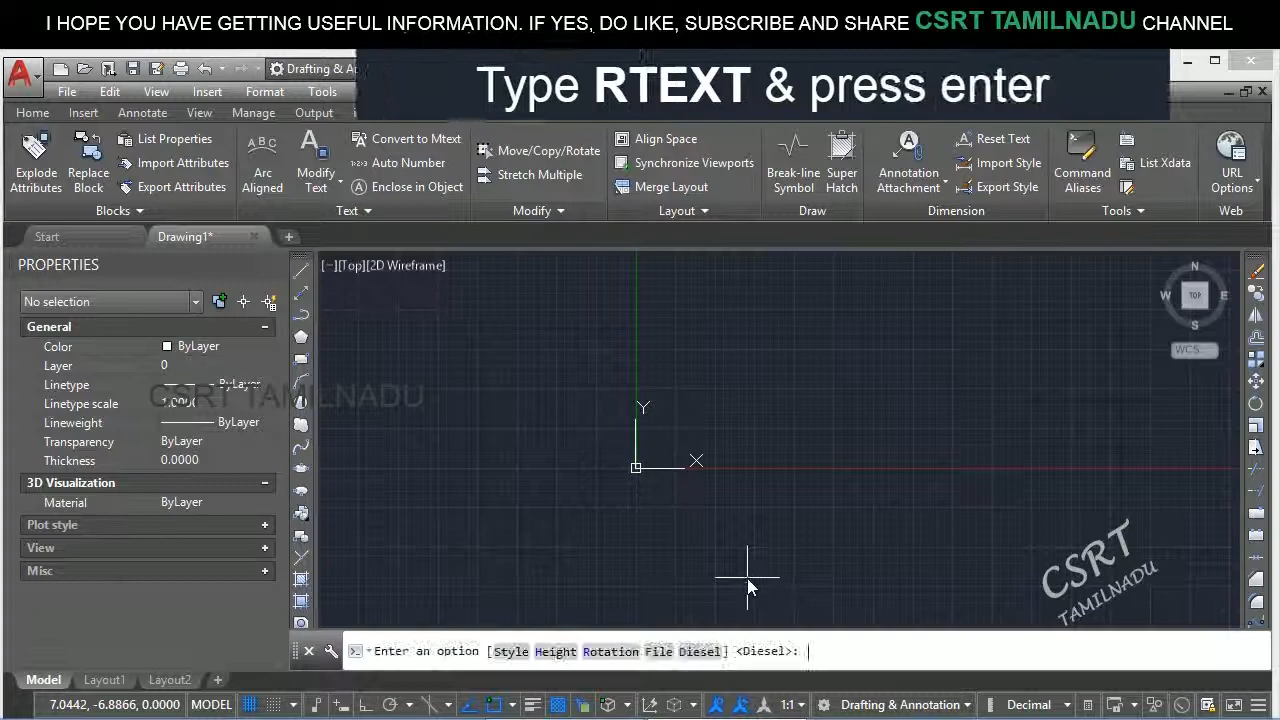 I HOPE YOU HAVE GETTING USEFUL INFORMATION. IF YES, DO LIKE, SUBSCRIBE AND SHARE CSRT TAMILNADU CHANNEL
Type RTEXT & press enter
Drafting & A
File Edit View Insert Format Tools
Home Insert Annotate View Manage Output
Explode Attributes
Replace Block
List Properties
Import Attributes
Export Attributes
Blocks
ABC
Arc Aligned
Modify Text
Convert to Mtext
Auto Number
Enclose in Object
Text
Move/Copy/Rotate
Stretch Multiple
Modify
Align Space
Synchronize Viewports
Merge Layout
Layout
Break-line Symbol
Super Hatch
Draw
Annotation Attachment
Reset Text
Import Style
Export Style
Dimension
Command Aliases
List Xdata
Tools
URL Options
Web
Start
Drawing1*
PROPERTIES
No selection
General
Color ByLayer
Layer 0
Linetype ByLayer
Linetype scale 1.0000
Lineweight ByLayer
Transparency ByLayer
Thickness 0.0000
3D Visualization
Material ByLayer
Plot style
View
Misc
CSRT TAMILNADU
[−][Top][2D Wireframe]
N
W TOP E
S
WCS
Y
X
CSRT
TAMILNADU
Enter an option [Style Height Rotation File Diesel] <Diesel>:
Model Layout1 Layout2
7.0442, -6.8866, 0.0000 MODEL 1:1 Drafting & Annotation Decimal